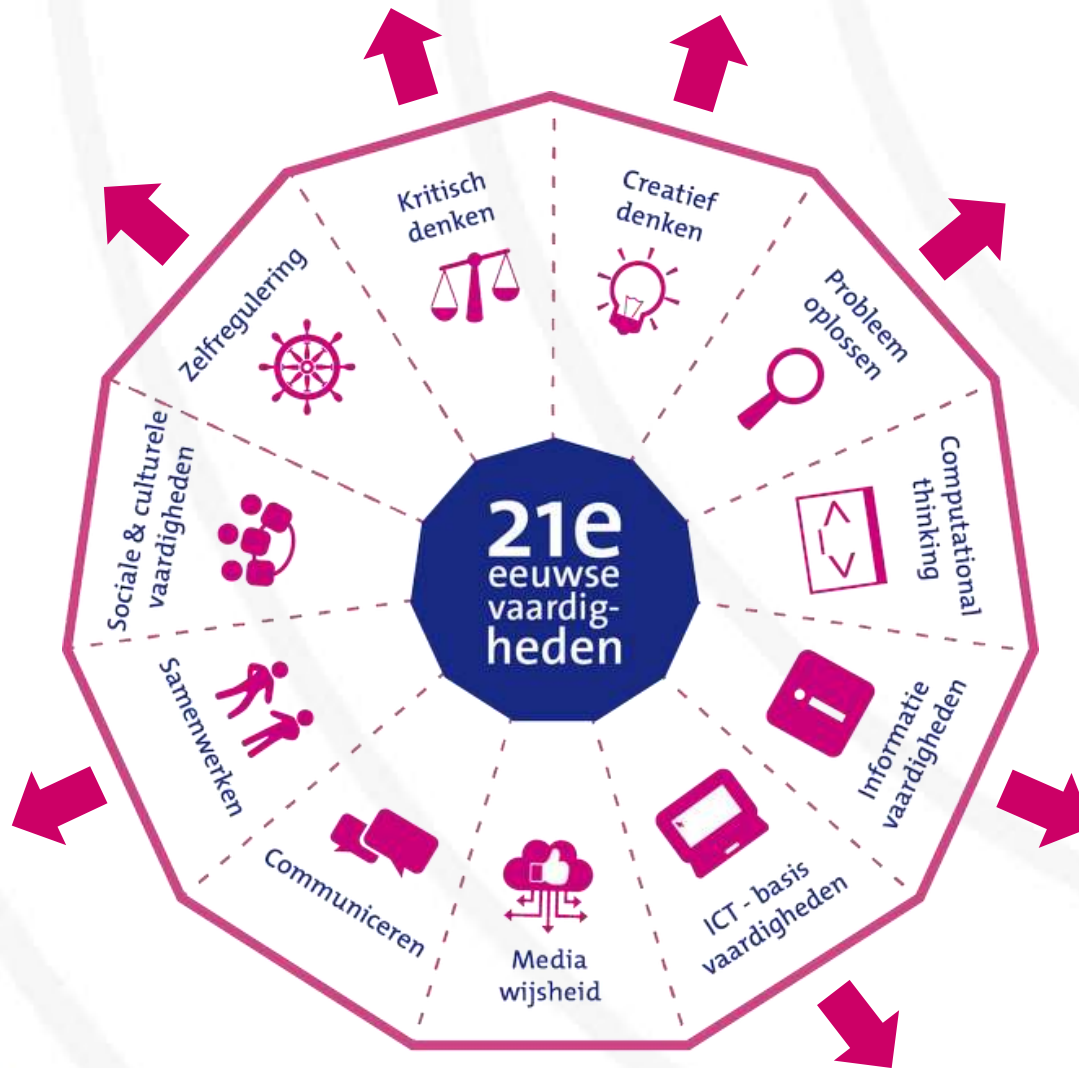 Kritisch
denken
Creatief
denken
Probleem
oplossen
Computational
thinking
Informatie
vaardigheden
ICT - basis
vaardigheden
Media
wijsheid
Communiceren
Samenwerken
Sociale & culturele
vaardigheden
Zelfregulering
21e
eeuwse
vaardig-
heden